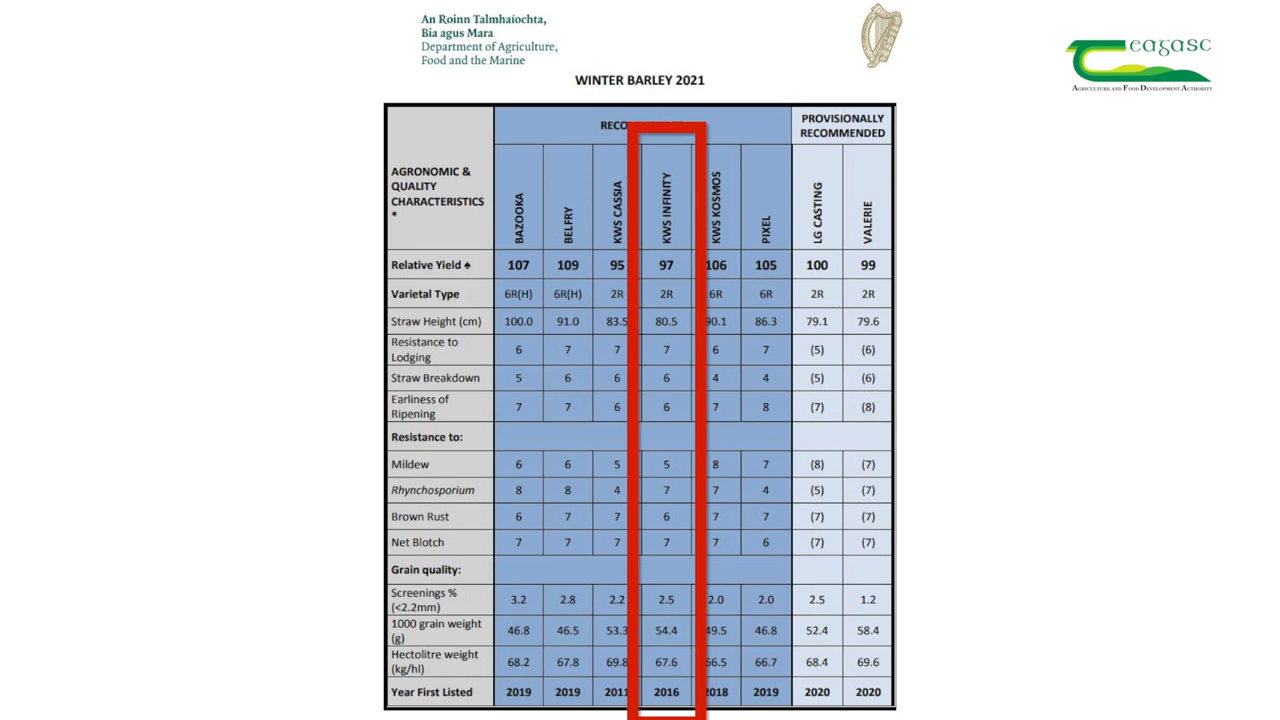 An Roinn Talmhaíochta,
Bia agus Mara
Department of Agriculture,
Food and the Marine
eagasc
AGRICULTURE AND FOOD DEVELOPMENT AUTHORITY
WINTER BARLEY 2021
AGRONOMIC & QUALITY CHARACTERISTICS *
PROVISIONALLY RECOMMENDED
BAZOOKA BELFRY KWS CASSIA KWS INFINITY KWS KOSMOS PIXEL LG CASTING VALERIE
Relative Yield ♠ 107 109 95 97 106 105 100 99
Varietal Type 6R(H) 6R(H) 2R 2R 6R 6R 2R 2R
Straw Height (cm) 100.0 91.0 83.5 80.5 90.1 86.3 79.1 79.6
Resistance to Lodging 6 7 7 7 6 7 (5) (6)
Straw Breakdown 5 6 6 6 4 4 (5) (6)
Earliness of Ripening 7 7 6 6 7 8 (7) (8)
Resistance to:
Mildew 6 6 5 5 8 7 (8) (7)
Rhynchosporium 8 8 4 7 7 4 (5) (7)
Brown Rust 6 7 7 6 7 7 (7) (7)
Net Blotch 7 7 7 7 7 6 (7) (7)
Grain quality:
Screenings % (<2.2mm) 3.2 2.8 2.2 2.5 2.0 2.0 2.5 1.2
1000 grain weight (g) 46.8 46.5 53.3 54.4 49.5 46.8 52.4 58.4
Hectolitre weight (kg/hl) 68.2 67.8 69.8 67.6 66.5 66.7 68.4 69.6
Year First Listed 2019 2019 2011 2016 2018 2019 2020 2020